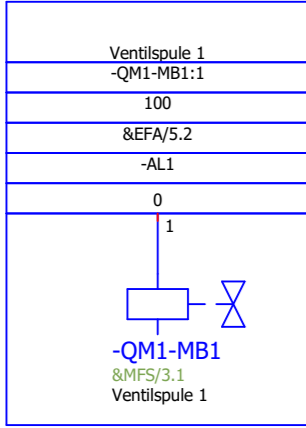 Ventilspule 1
-QM1-MB1:1
100
&EFA/5.2
-AL1
0
1
-QM1-MB1
&MFS/3.1
Ventilspule 1